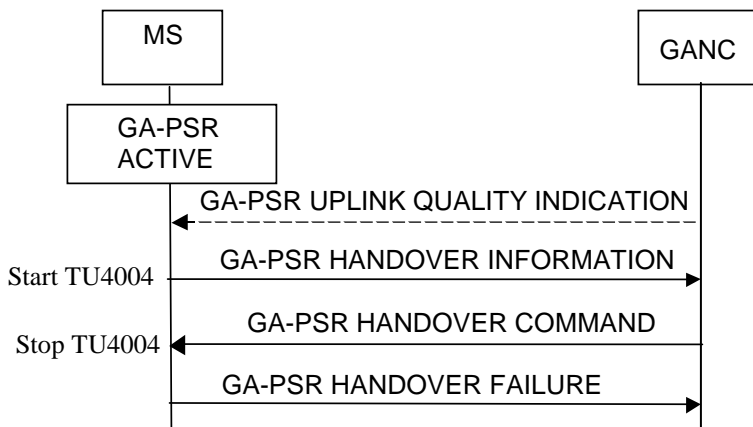 MS
GANC
GA-PSR
ACTIVE
GA-PSR UPLINK QUALITY INDICATION
Start TU4004
GA-PSR HANDOVER INFORMATION
GA-PSR HANDOVER COMMAND
Stop TU4004
GA-PSR HANDOVER FAILURE